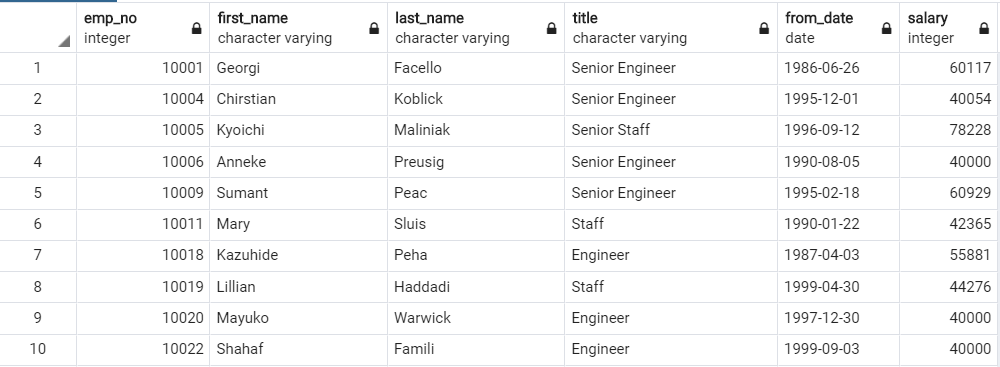 emp_no first_name last_name title from_date salary
integer character varying character varying character varying date integer
1 10001 Georgi Facello Senior Engineer 1986-06-26 60117
2 10004 Chirstian Koblick Senior Engineer 1995-12-01 40054
3 10005 Kyoichi Maliniak Senior Staff 1996-09-12 78228
4 10006 Anneke Preusig Senior Engineer 1990-08-05 40000
5 10009 Sumant Peac Senior Engineer 1995-02-18 60929
6 10011 Mary Sluis Staff 1990-01-22 42365
7 10018 Kazuhide Peha Engineer 1987-04-03 55881
8 10019 Lillian Haddadi Staff 1999-04-30 44276
9 10020 Mayuko Warwick Engineer 1997-12-30 40000
10 10022 Shahaf Famili Engineer 1999-09-03 40000